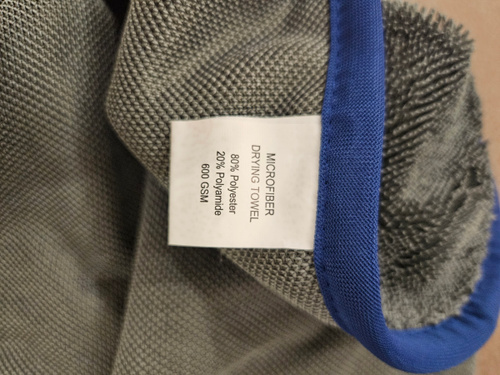 MICROFIBER
DRYING TOWEL
80% Polyester
20% Polyamide
600 GSM